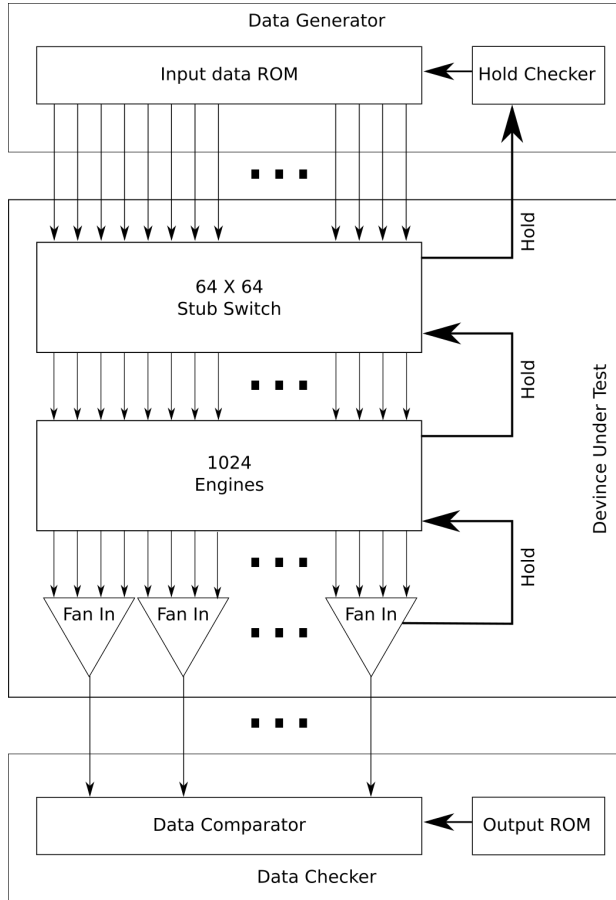 Data Generator
Input data ROM
Hold Checker
Hold
64 X 64
Stub Switch
Hold
Devince Under Test
1024
Engines
Hold
Fan In
Fan In
Fan In
Data Comparator
Output ROM
Data Checker